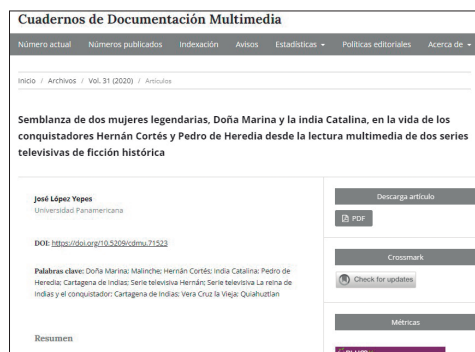 Cuadernos de Documentación Multimedia
Número actual Números publicados Indexación Avisos Estadísticas Políticas editoriales Acerca de
Inicio / Archivos / Vol. 31 (2020) / Artículos
Semblanza de dos mujeres legendarias, Doña Marina y la india Catalina, en la vida de los
conquistadores Hernán Cortés y Pedro de Heredia desde la lectura multimedia de dos series
televisivas de ficción histórica
José López Yepes
Universidad Panamericana
DOI: https://doi.org/10.5209/cdmu.71523
Palabras clave: Doña Marina; Malinche; Hernán Cortés; India Catalina; Pedro de
Heredia; Cartagena de Indias; Serie televisiva Hernán; Serie televisiva La reina de
Indias y el conquistador; Cartagena de Indias; Vera Cruz la Vieja; Quiahuztlan
Resumen
Descarga artículo
PDF
Crossmark
Check for updates
Métricas